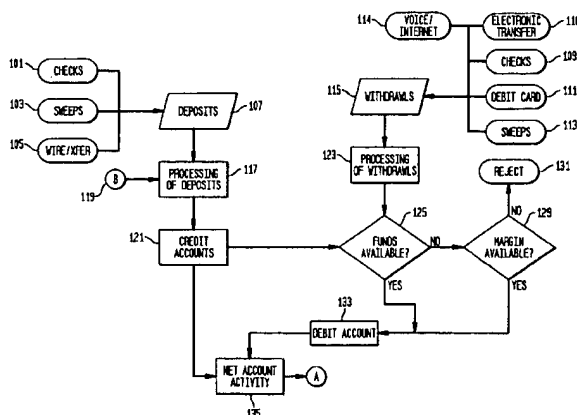 114
VOICE/
INTERNET
ELECTRONIC
TRANSFER
101
CHECKS
CHECKS
109
103
SWEEPS
DEPOSITS
107
115
WITHDRAWLS
DEBIT CARD
105
WIRE/XFER
SWEEPS
113
123
PROCESSING
OF WITHDRAWLS
REJECT
131
B
119
PROCESSING
OF DEPOSITS
117
125
NO
129
121
CREDIT
ACCOUNTS
FUNDS
AVAILABLE?
NO
MARGIN
AVAILABLE?
YES
YES
133
DEBIT ACCOUNT
NET ACCOUNT
ACTIVITY
A
135